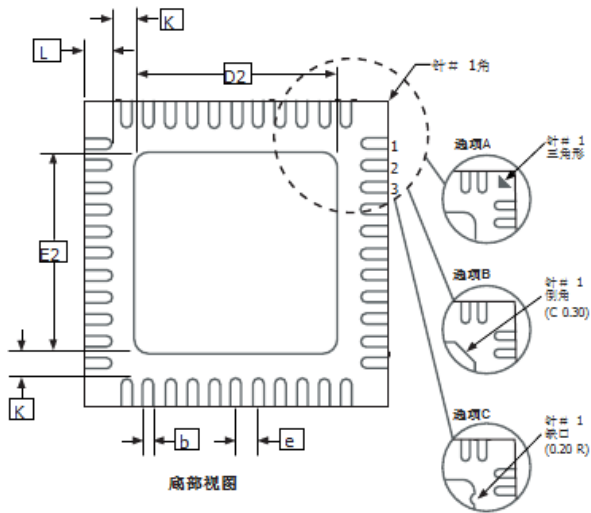 K
L
D2
针# 1角
1
2
3
选项A
针# 1
三角形
E2
选项B
针# 1
倒角
(C 0.30)
K
选项C
针# 1
缺口
(0.20 R)
b
e
底部视图